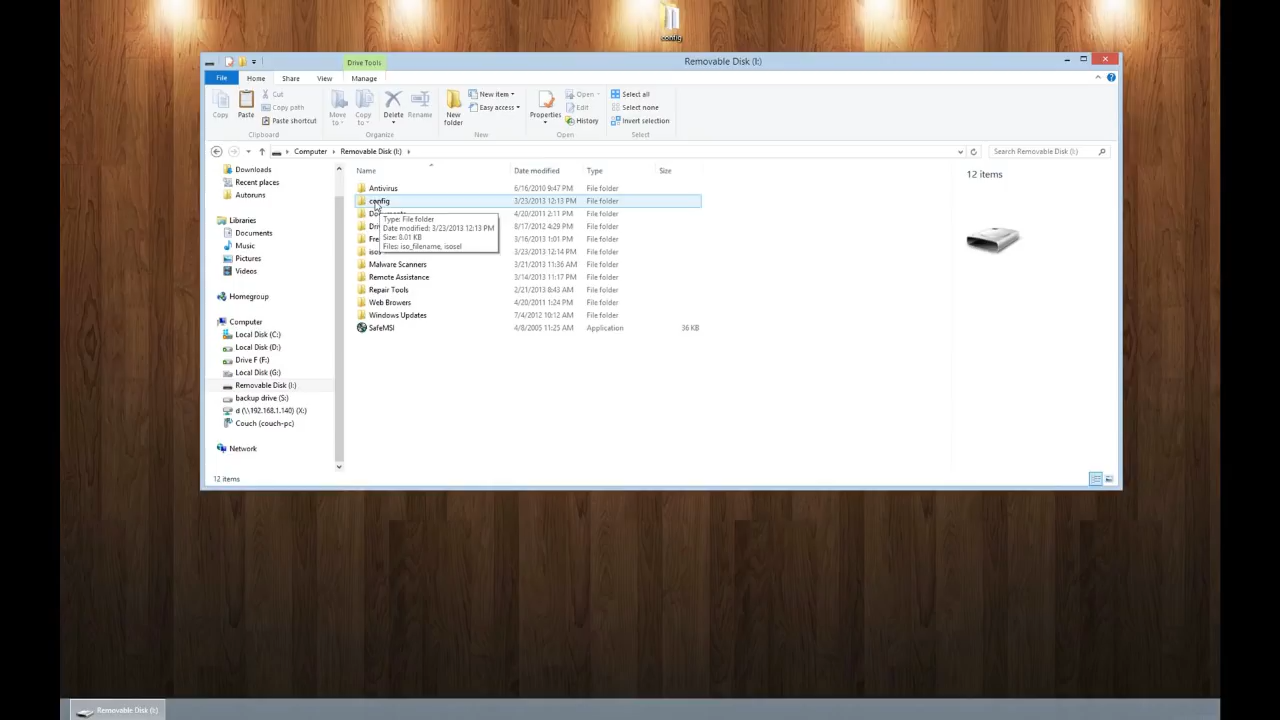 config
Drive Tools
Removable Disk (I:)
File
Home
Share
View
Manage
Copy
Paste
Cut
Copy path
Paste shortcut
Clipboard
Move to
Copy to
Delete
Rename
Organize
New folder
New item
Easy access
New
Properties
Open
Edit
History
Open
Select all
Select none
Invert selection
Select
Computer
Removable Disk (I:)
Search Removable Disk (I:)
Downloads
Recent places
Autoruns
Libraries
Documents
Music
Pictures
Videos
Homegroup
Computer
Local Disk (C:)
Local Disk (D:)
Drive F (F:)
Local Disk (G:)
Removable Disk (I:)
backup drive (S:)
d (\\192.168.1.140) (X:)
Couch (couch-pc)
Network
Name Date modified Type Size
Antivirus 6/16/2010 9:47 PM File folder
config 3/23/2013 12:13 PM File folder
4/20/2011 2:11 PM File folder
8/17/2012 4:29 PM File folder
3/16/2013 1:01 PM File folder
3/23/2013 12:14 PM File folder
Malware Scanners 3/21/2013 11:36 AM File folder
Remote Assistance 3/14/2013 11:17 PM File folder
Repair Tools 2/21/2013 8:43 AM File folder
Web Browers 4/20/2011 1:24 PM File folder
Windows Updates 7/4/2012 10:12 AM File folder
SafeMSI 4/8/2005 11:25 AM Application 36 KB
Type: File folder
Date modified: 3/23/2013 12:13 PM
Size: 8.01 KB
Files: iso_filename, isosel
12 items
12 items
Removable Disk (I:)